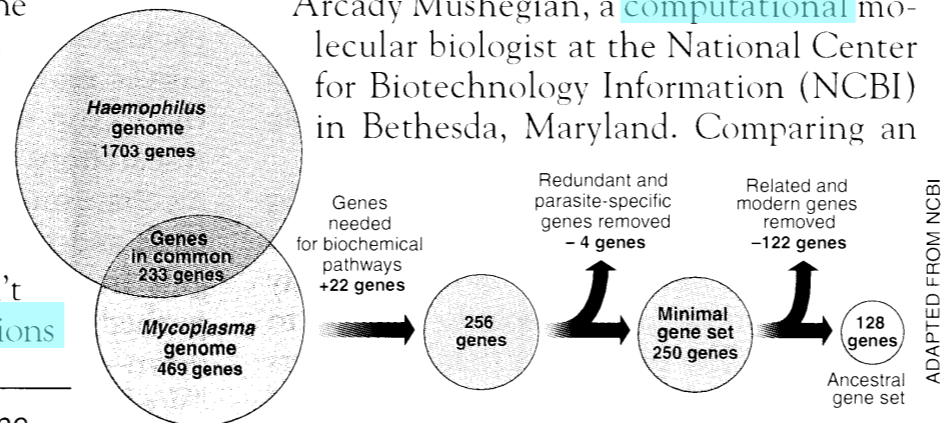 ne
Arcady Mushegian, a computational mo-
lecular biologist at the National Center
for Biotechnology Information (NCBI)
in Bethesda, Maryland. Comparing an
Haemophilus
genome
1703 genes
Genes
in common
233 genes
Mycoplasma
genome
469 genes
Genes
needed
for biochemical
pathways
+22 genes
256
genes
Redundant and
parasite-specific
genes removed
– 4 genes
Minimal
gene set
250 genes
Related and
modern genes
removed
–122 genes
128
genes
Ancestral
gene set
ADAPTED FROM NCBI
't
ions